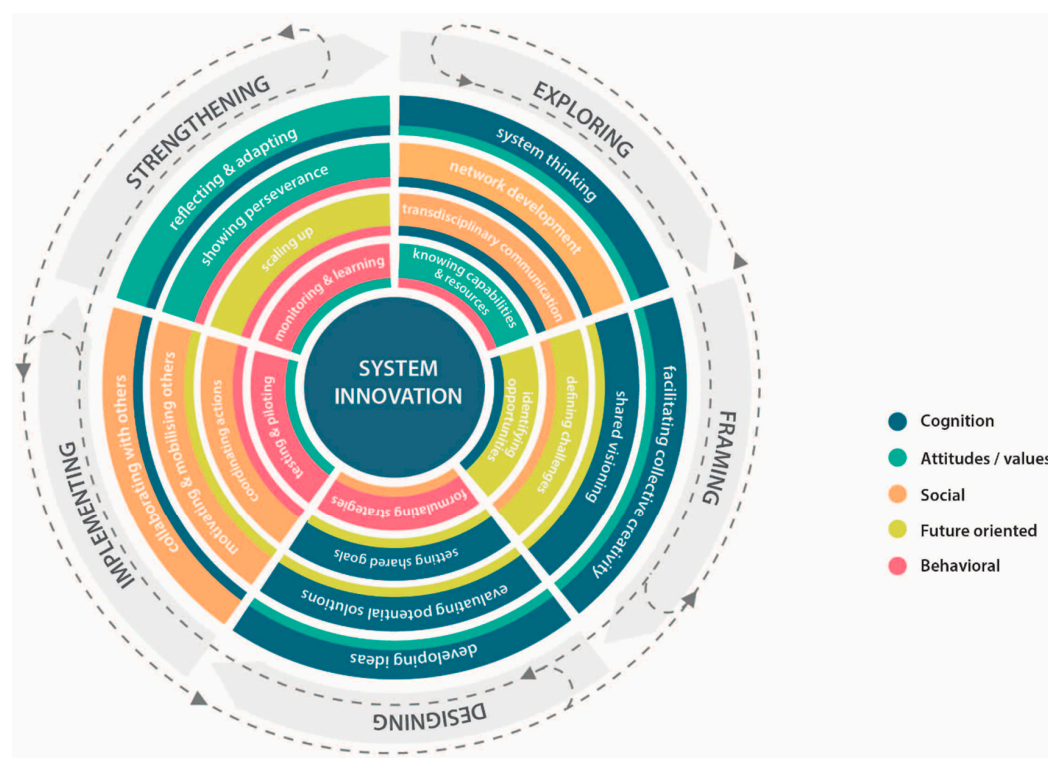 STRENGTHENING
EXPLORING
FRAMING
DESIGNING
IMPLEMENTING
system thinking
network development
transdisciplinary communication
knowing capabilities
& resources
facilitating collective creativity
shared visioning
defining challenges
identifying
opportunities
developing ideas
evaluating potential solutions
setting shared goals
formulating strategies
collaborating with others
motivating & mobilising others
coordinating actions
testing & piloting
reflecting & adapting
showing perseverance
scaling up
monitoring & learning
SYSTEM
INNOVATION
Cognition
Attitudes / values
Social
Future oriented
Behavioral